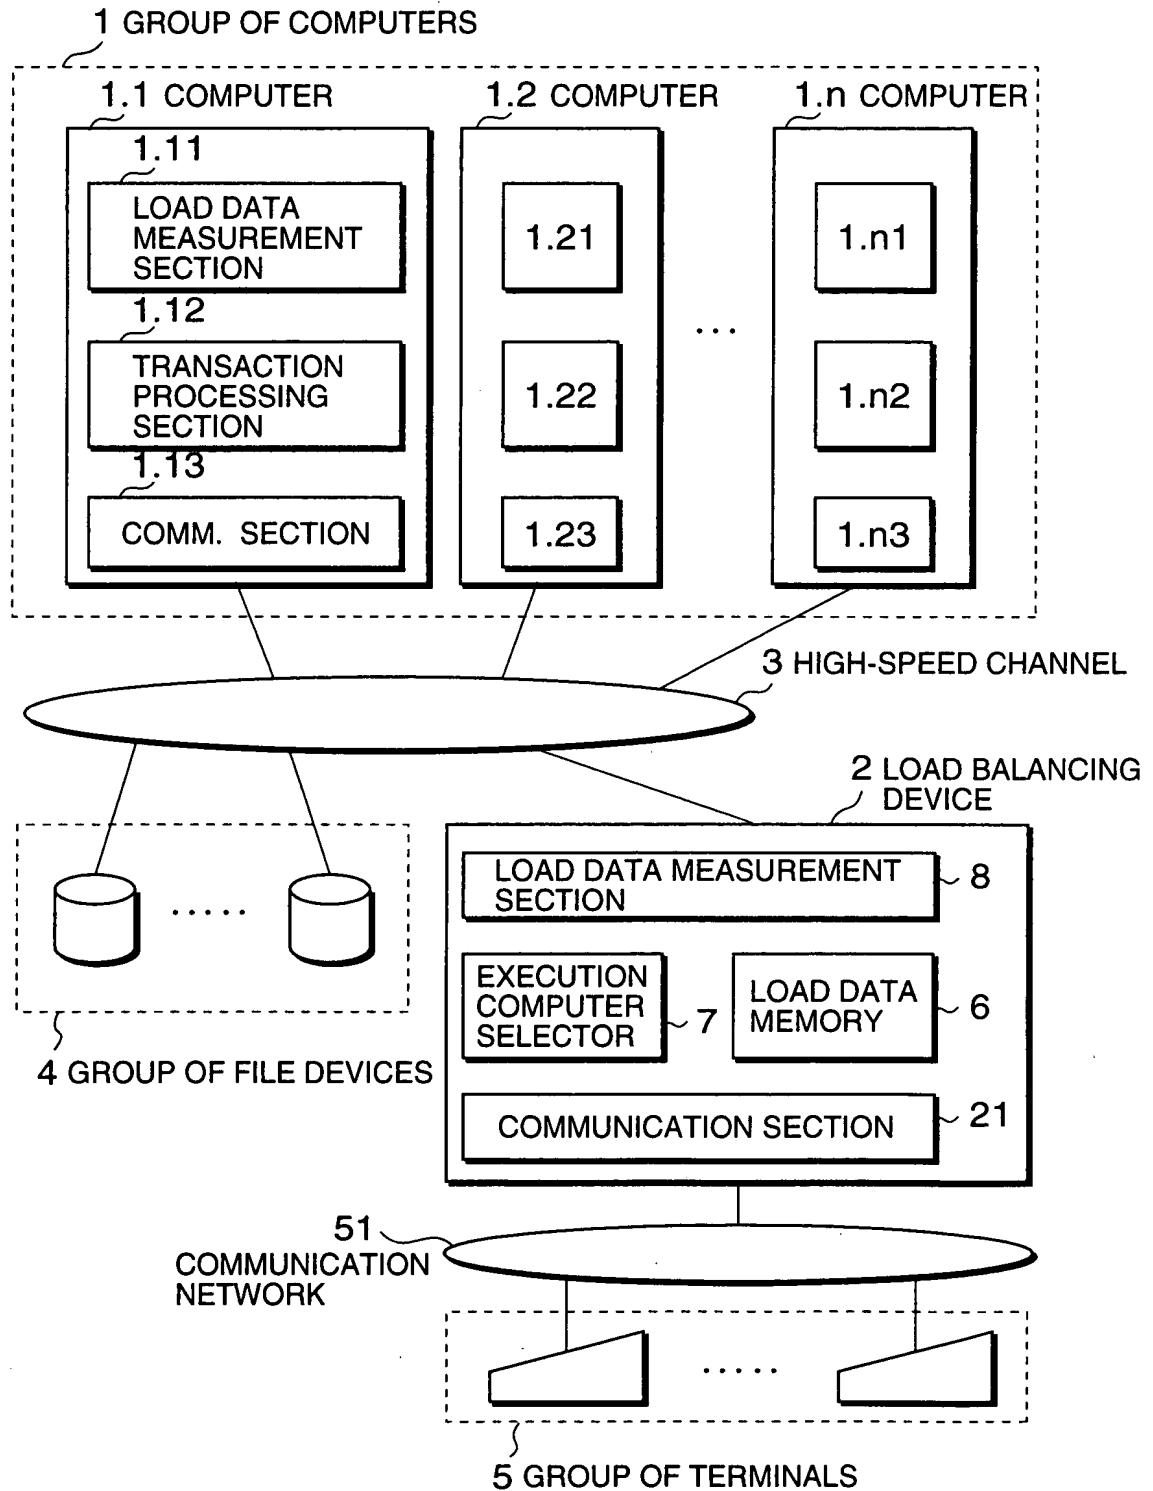 1 GROUP OF COMPUTERS
1.1 COMPUTER
1.2 COMPUTER
1.n COMPUTER
1.11
LOAD DATA
MEASUREMENT
SECTION
1.21
1.n1
1.12
...
TRANSACTION
PROCESSING
SECTION
1.22
1.n2
1.13
COMM. SECTION
1.23
1.n3
3 HIGH-SPEED CHANNEL
2 LOAD BALANCING
DEVICE
LOAD DATA MEASUREMENT
SECTION
8
.....
EXECUTION
COMPUTER
SELECTOR
7
LOAD DATA
MEMORY
6
4 GROUP OF FILE DEVICES
COMMUNICATION SECTION
21
51
COMMUNICATION
NETWORK
.....
5 GROUP OF TERMINALS